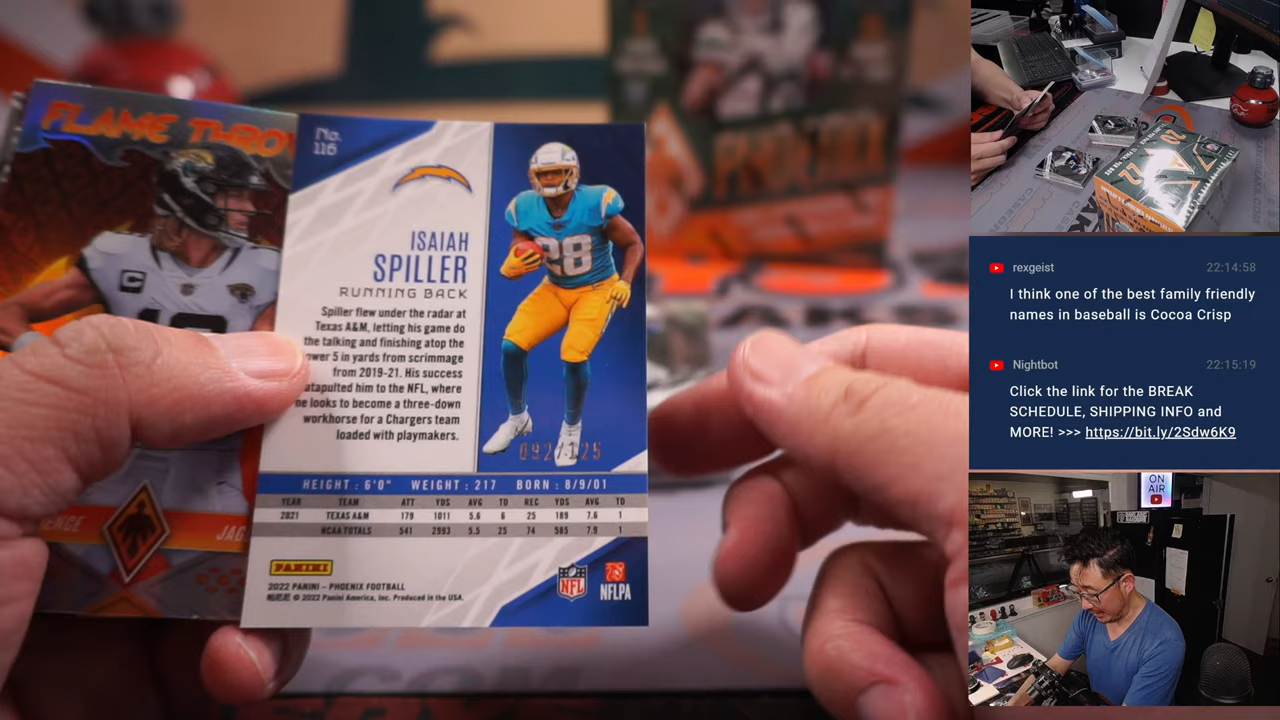 FLAME THRO
No.
116
ISAIAH
SPILLER
RUNNING BACK
Spiller flew under the radar at
Texas A&M, letting his game do
the talking and finishing atop the
ower 5 in yards from scrimmage
from 2019-21. His success
atapulted him to the NFL, where
he looks to become a three-down
workhorse for a Chargers team
loaded with playmakers.
28
092/125
HEIGHT : 6'0" WEIGHT : 217 BORN : 8/9/01
YEAR TEAM ATT YDS AVG TD REC YDS AVG TD
2021 TEXAS A&M 179 1011 5.6 6 25 189 7.6 1
NCAA TOTALS 541 2993 5.5 25 74 585 7.9 1
PANINI
2022 PANINI – PHOENIX FOOTBALL
© 2022 Panini America, Inc. Produced in the USA.
NFL
NFLPA
C
ENCE
JAG
PHOENIX
rexgeist 22:14:58
I think one of the best family friendly
names in baseball is Cocoa Crisp
Nightbot 22:15:19
Click the link for the BREAK
SCHEDULE, SHIPPING INFO and
MORE! >>> https://bit.ly/2Sdw6K9
ON
AIR